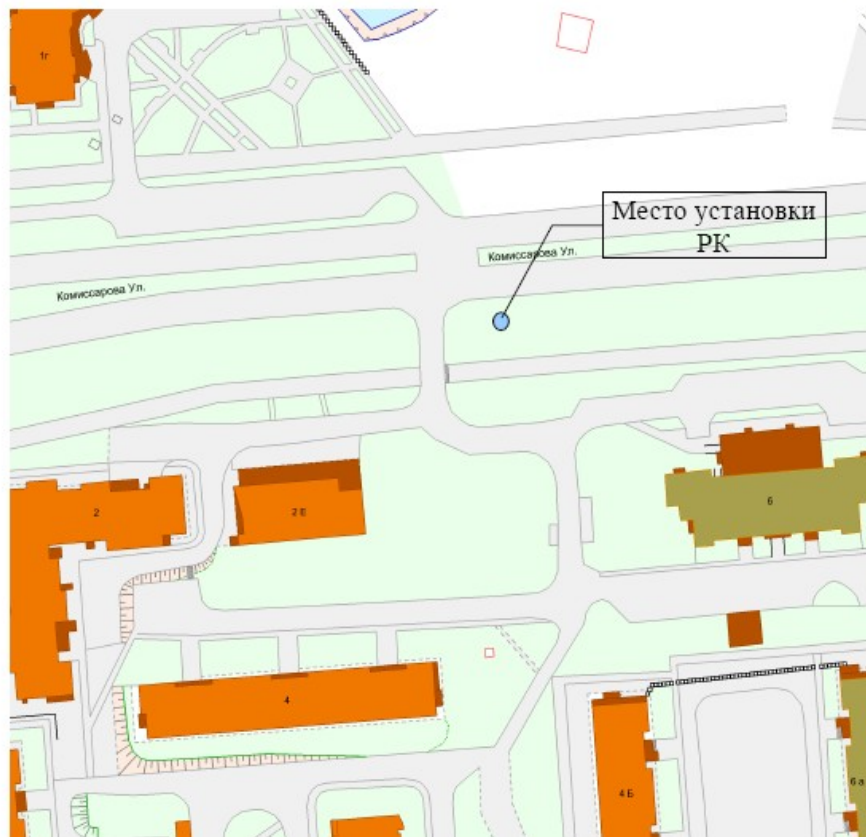 1г
Место установки
РК
Комиссарова Ул.
Комиссарова Ул.
2
2 Е
6
4
4 Б
6 а